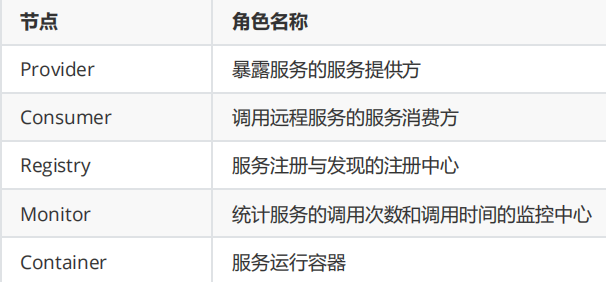 节点 角色名称
Provider 暴露服务的服务提供方
Consumer 调用远程服务的服务消费方
Registry 服务注册与发现的注册中心
Monitor 统计服务的调用次数和调用时间的监控中心
Container 服务运行容器